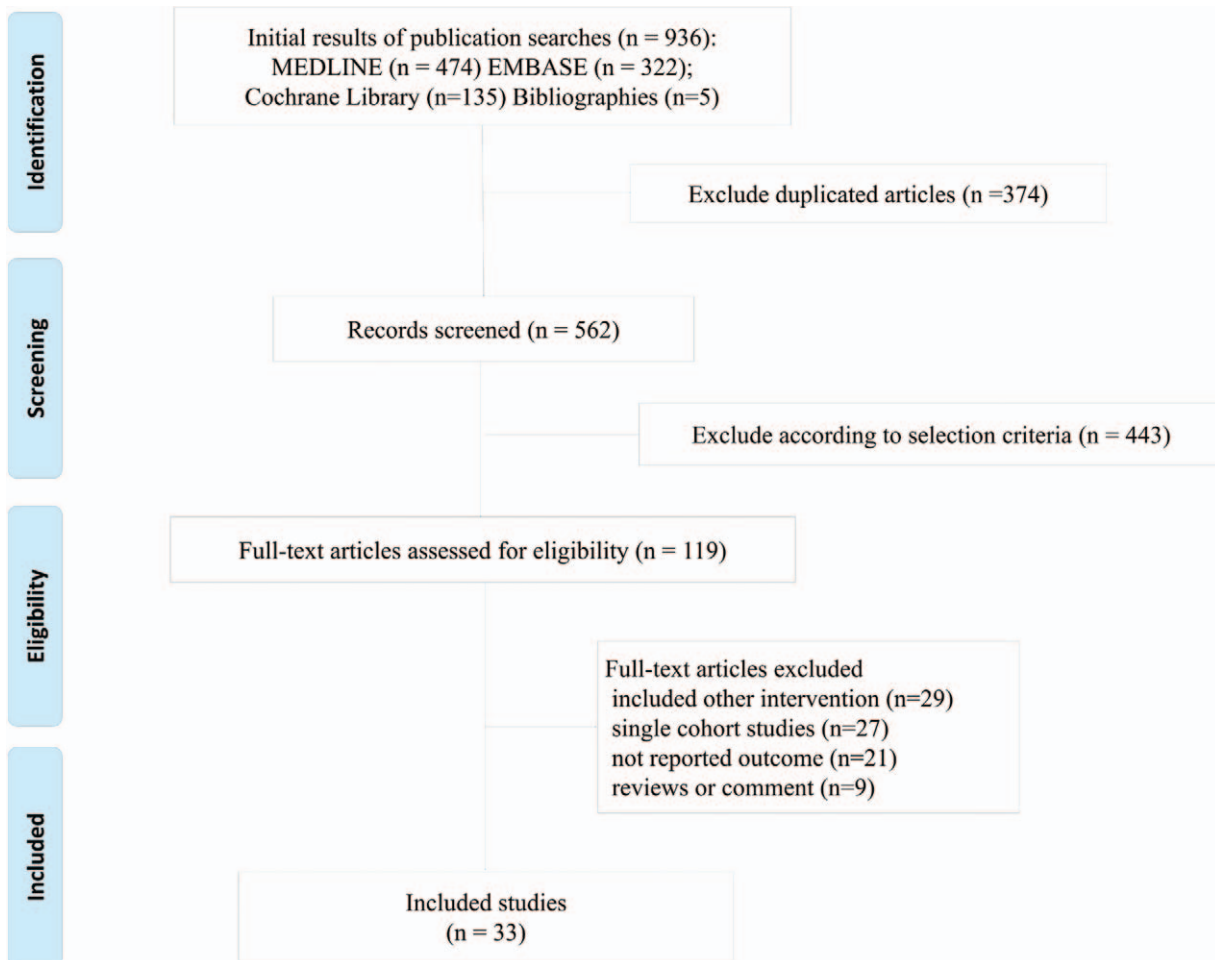 Identification
Initial results of publication searches (n = 936):
MEDLINE (n = 474) EMBASE (n = 322);
Cochrane Library (n=135) Bibliographies (n=5)
Exclude duplicated articles (n =374)
Screening
Records screened (n = 562)
Exclude according to selection criteria (n = 443)
Eligibility
Full-text articles assessed for eligibility (n = 119)
Full-text articles excluded
included other intervention (n=29)
single cohort studies (n=27)
not reported outcome (n=21)
reviews or comment (n=9)
Included
Included studies
(n = 33)